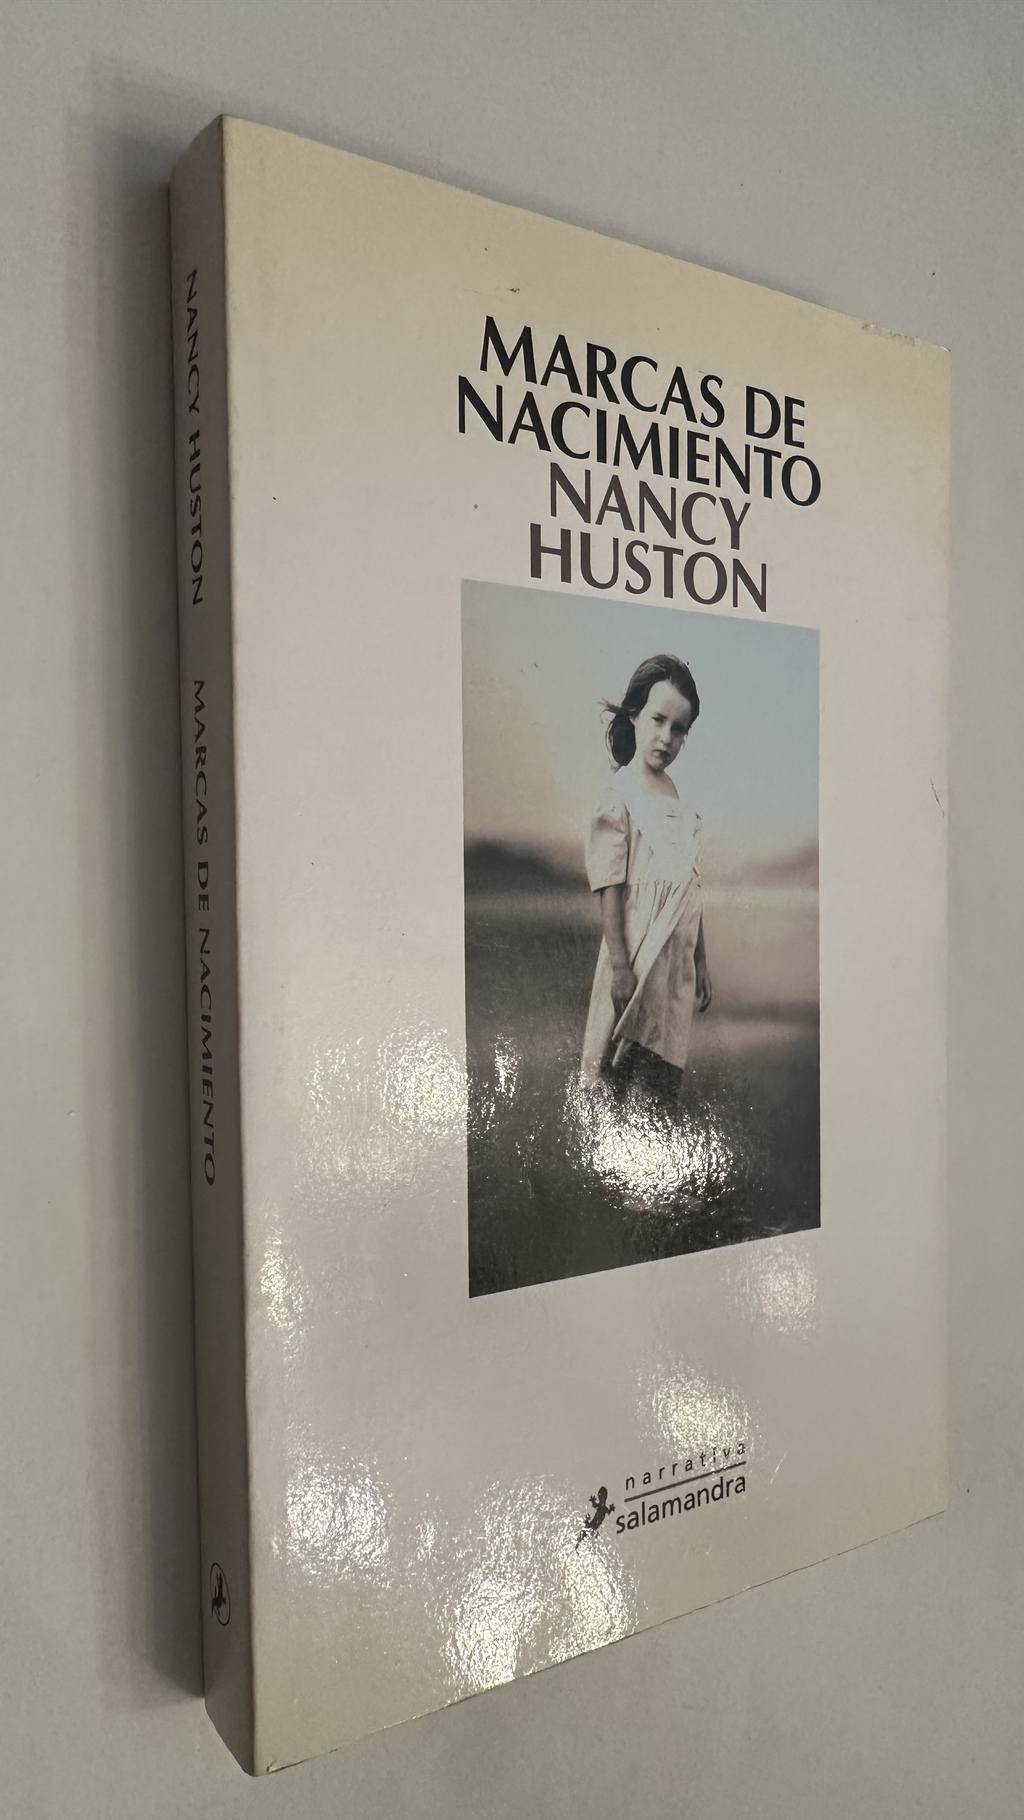 MARCAS DE
NACIMIENTO
NANCY
HUSTON
narrativa
salamandra
NANCY HUSTON MARCAS DE NACIMIENTO